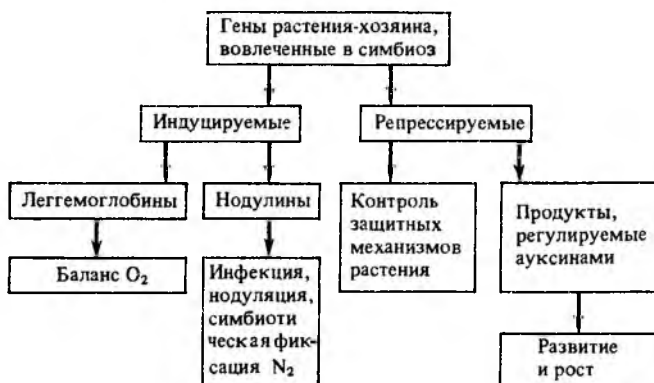 Гены растения-хозяина,
вовлеченные в симбиоз
Индуцируемые
Репрессируемые
Леггемоглобины
Нодулины
Контроль
защитных
механизмов
растения
Продукты,
регулируемые
ауксинами
Баланс O₂
Инфекция,
нодуляция,
симбиоти
ческая фик-
сация N₂
Развитие
и рост